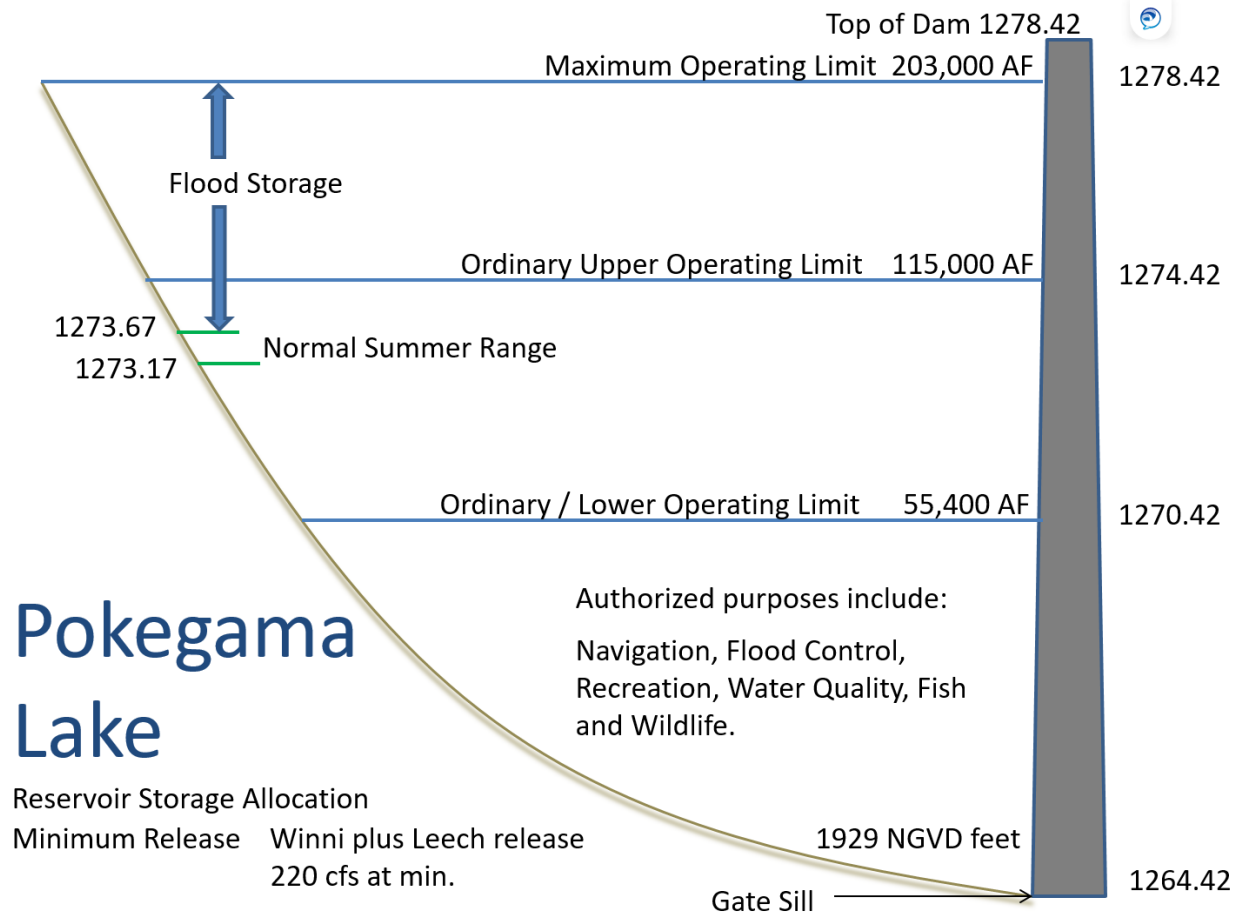 Top of Dam 1278.42
Maximum Operating Limit 203,000 AF
1278.42
Flood Storage
Ordinary Upper Operating Limit 115,000 AF
1274.42
1273.67
Normal Summer Range
1273.17
Ordinary / Lower Operating Limit 55,400 AF
1270.42
Authorized purposes include:
Navigation, Flood Control,
Recreation, Water Quality, Fish
and Wildlife.
Pokegama
Lake
Reservoir Storage Allocation
Minimum Release Winni plus Leech release
220 cfs at min.
1929 NGVD feet
1264.42
Gate Sill